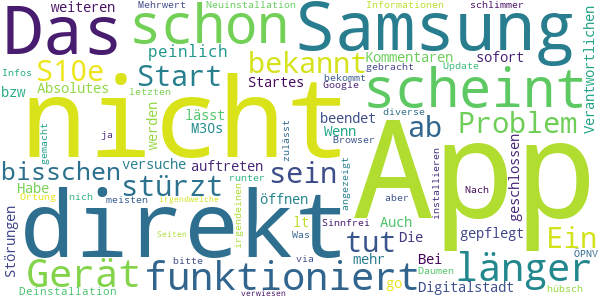 Mehrwert Neuinstallation Informationen schlimmer
weiteren
Das schon Samsung
peinlich Kommentaren sofort
Infos S10e Start bekannt Update Verantwortlichen
bzw Absolutes letzten gebracht bekommt Google
nicht Startes scheint
werden lässt M30s beendet Wenn ab Problem
gemacht ja zulässt diverse Browser
bisschen versuche auftreten sein App geschlossen
Habe nich runter angezeigt aber installieren Nach
Störungen Ortung meisten stürzt irgendwelche irgendeinen öffnen Auch Die gepflegt Ein
direkt lt Sinnfrei
Seiten Was tut Bei länger
Gerät funktioniert via mehr go Digitalstadt OPNV
Deinstallation bitte Daumen hübsch
verwiesen